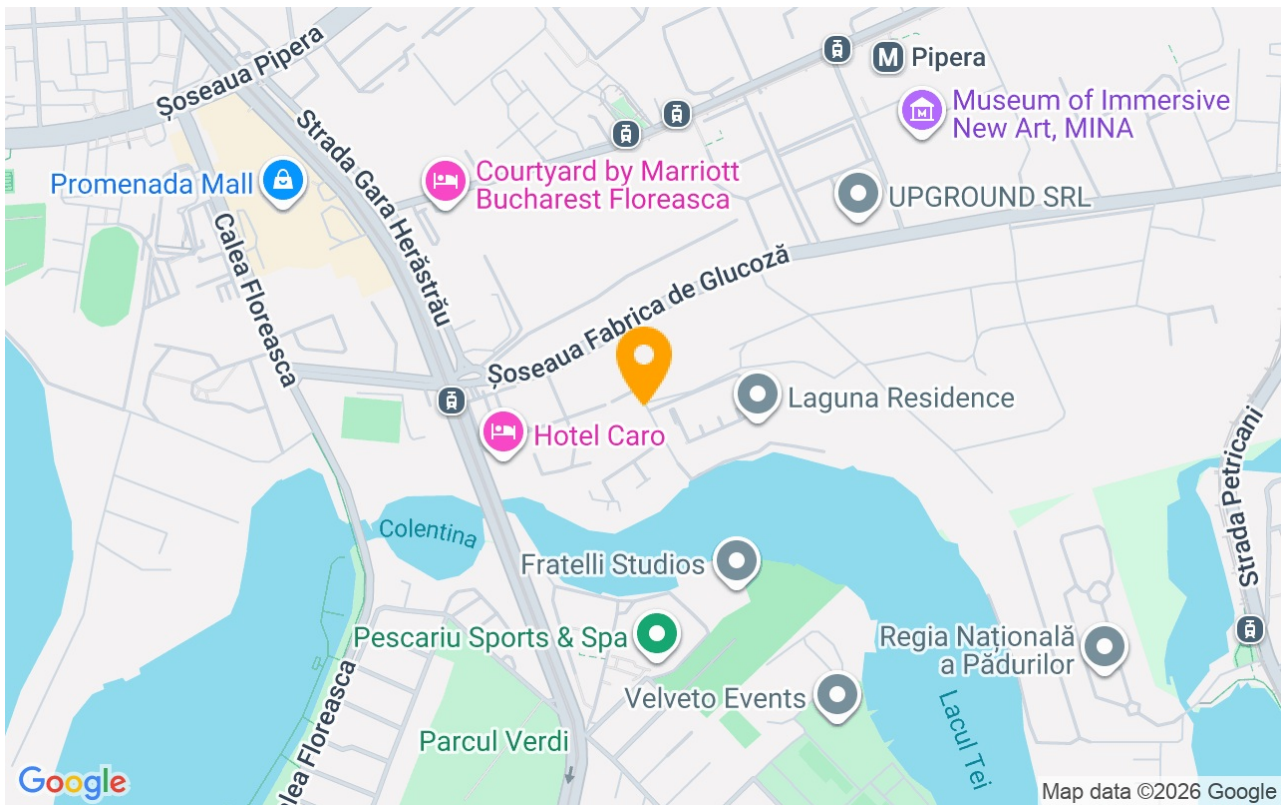 Șoseaua Pipera
M Pipera
Museum of Immersive
New Art, MINA
Strada Gara Herăstrău
Promenada Mall
Courtyard by Marriott
Bucharest Floreasca
UPGROUND SRL
Calea Floreasca
Șoseaua Fabrica de Glucoză
Laguna Residence
Hotel Caro
Strada Petricani
Colentina
Fratelli Studios
Pescariu Sports & Spa
Regia Națională
a Pădurilor
Velveto Events
Lacul Tei
Parcul Verdi
alea Floreasca
Google
Map data ©2026 Google